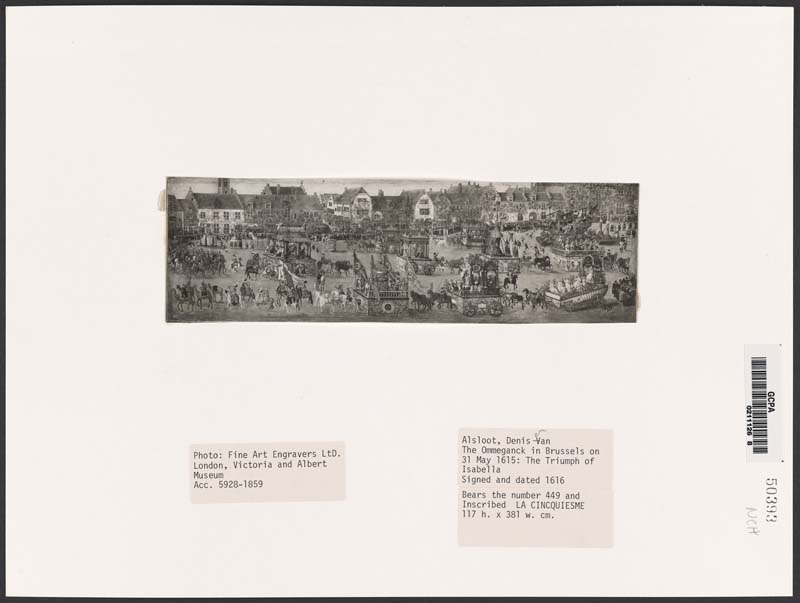 Photo: Fine Art Engravers LtD.
London, Victoria and Albert
Museum
Acc. 5928-1859
Alsloot, Denis Van
The Ommeganck in Brussels on
31 May 1615: The Triumph of
Isabella
Signed and dated 1616
Bears the number 449 and
Inscribed LA CINCQUIESME
117 h. x 381 w. cm.
GCPA
0211126 8
50393
NCH